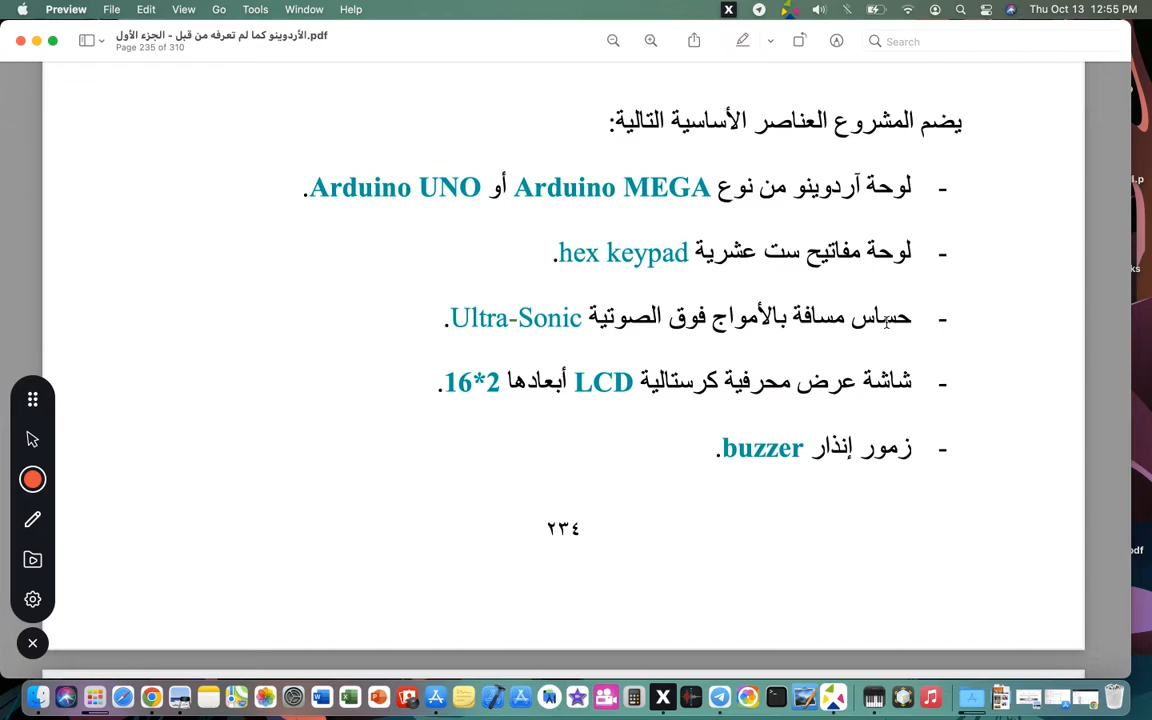 Preview File Edit View Go Tools Window Help X Thu Oct 13 12:55 PM
الأردوينو كما لم تعرفه من قبل - الجزء الأول.pdf
Page 235 of 310
Search
يضم المشروع العناصر الأساسية التالية:
- لوحة آردوينو من نوع Arduino MEGA أو Arduino UNO.
- لوحة مفاتيح ست عشرية hex keypad.
- حساس مسافة بالأمواج فوق الصوتية Ultra-Sonic.
- شاشة عرض محرفية كرستالية LCD أبعادها 2*16.
- زمور إنذار buzzer.
٢٣٤